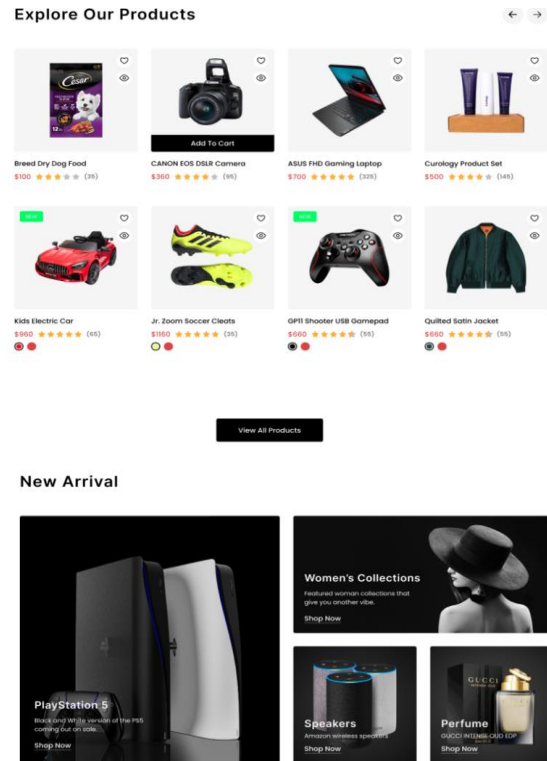 Explore Our Products
Cesar
Add To Cart
Breed Dry Dog Food
$100 (35)
CANON EOS DSLR Camera
$360 (95)
ASUS FHD Gaming Laptop
$700 (325)
Curology Product Set
$500 (145)
NEW
NEW
Kids Electric Car
$960 (65)
Jr. Zoom Soccer Cleats
$1160 (35)
GP11 Shooter USB Gamepad
$660 (55)
Quilted Satin Jacket
$660 (55)
View All Products
New Arrival
PlayStation 5
Black and White version of the PS5
coming out on sale.
Shop Now
Women's Collections
Featured woman collections that
give you another vibe.
Shop Now
Speakers
Amazon wireless speakers
Shop Now
GUCCI
Perfume
GUCCI INTENSE OUD EDP
Shop Now